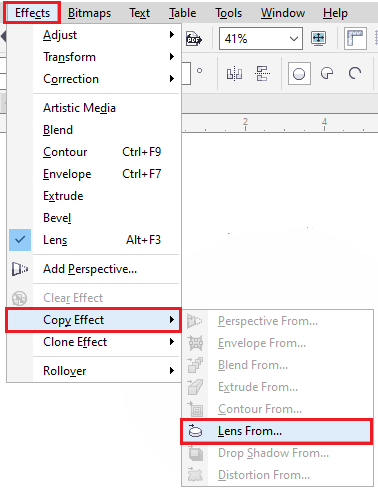 Effects Bitmaps Text Table Tools Window Help
Adjust
Transform
Correction
Artistic Media
Blend
Contour Ctrl+F9
Envelope Ctrl+F7
Extrude
Bevel
Lens Alt+F3
Add Perspective...
Clear Effect
Copy Effect
Clone Effect
Rollover
PDF
41%
2 4
Perspective From...
Envelope From...
Blend From...
Extrude From...
Contour From...
Lens From...
Drop Shadow From...
Distortion From...